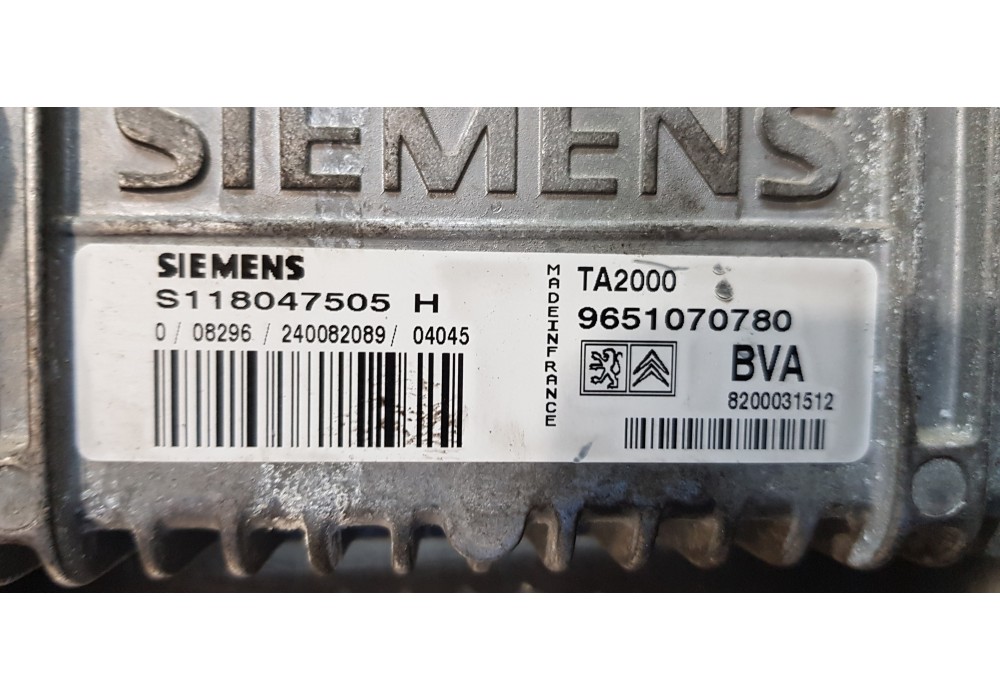 SIEMENS
SIEMENS
S118047505 H
0/ 08296 / 240082089/ 04045
MADEINFRANCE
TA2000
9651070780
BVA
8200031512